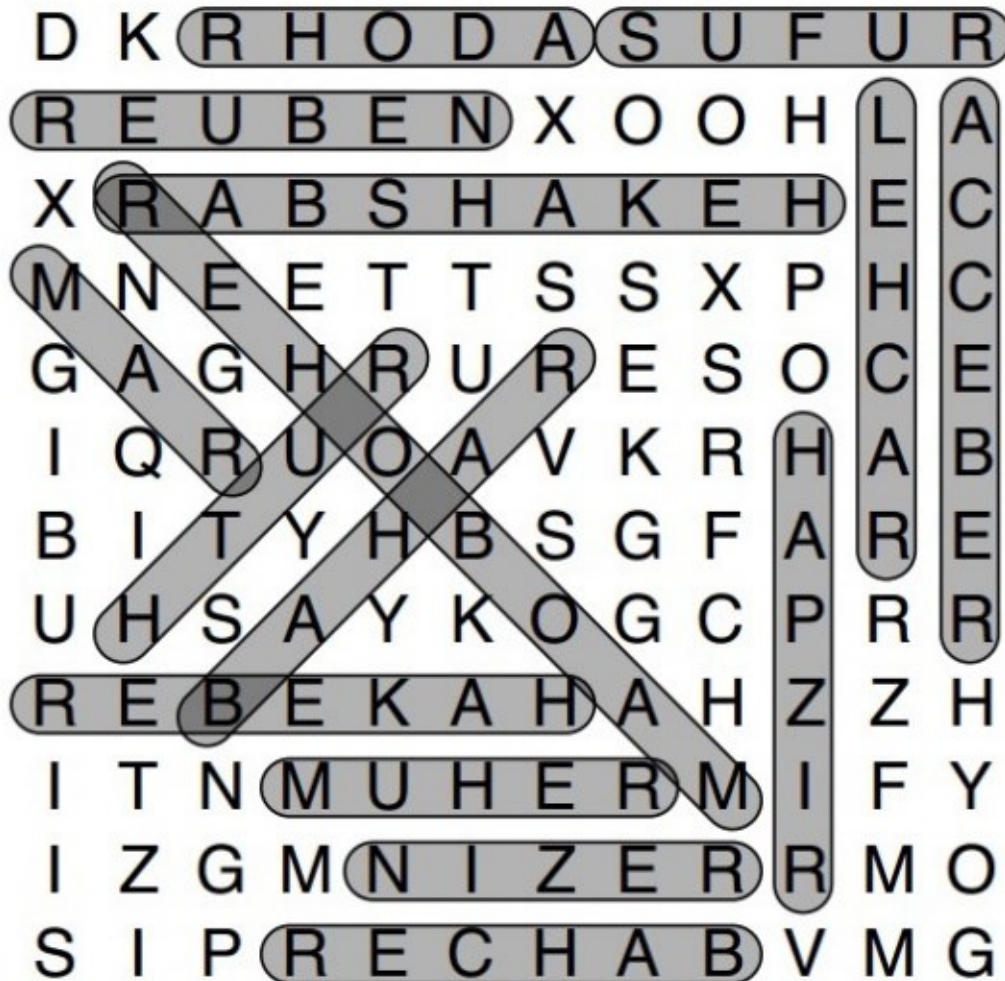 D K R H O D A S U F U R
R E U B E N X O O H L A
X R A B S H A K E H E C
M N E E T T S S X P H C
G A G H R U R E S O C E
I Q R U O A V K R H A B
B I T Y H B S G F A R E
U H S A Y K O G C P R R
R E B E K A H A H Z Z H
I T N M U H E R M I F Y
I Z G M N I Z E R R M O
S I P R E C H A B V M G